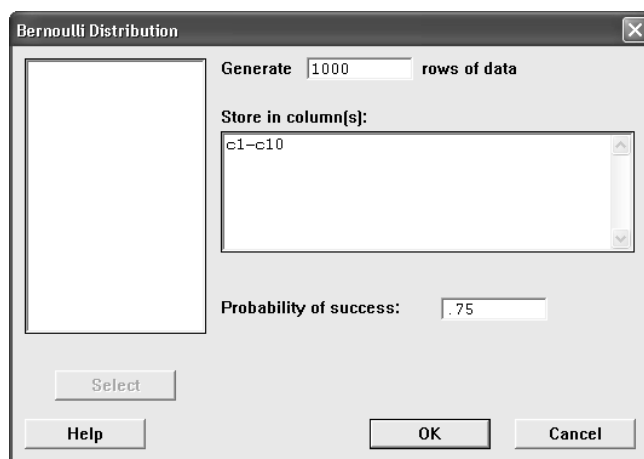 Bernoulli Distribution
Generate 1000 rows of data
Store in column(s):
c1-c10
Probability of success: .75
Select
Help OK Cancel